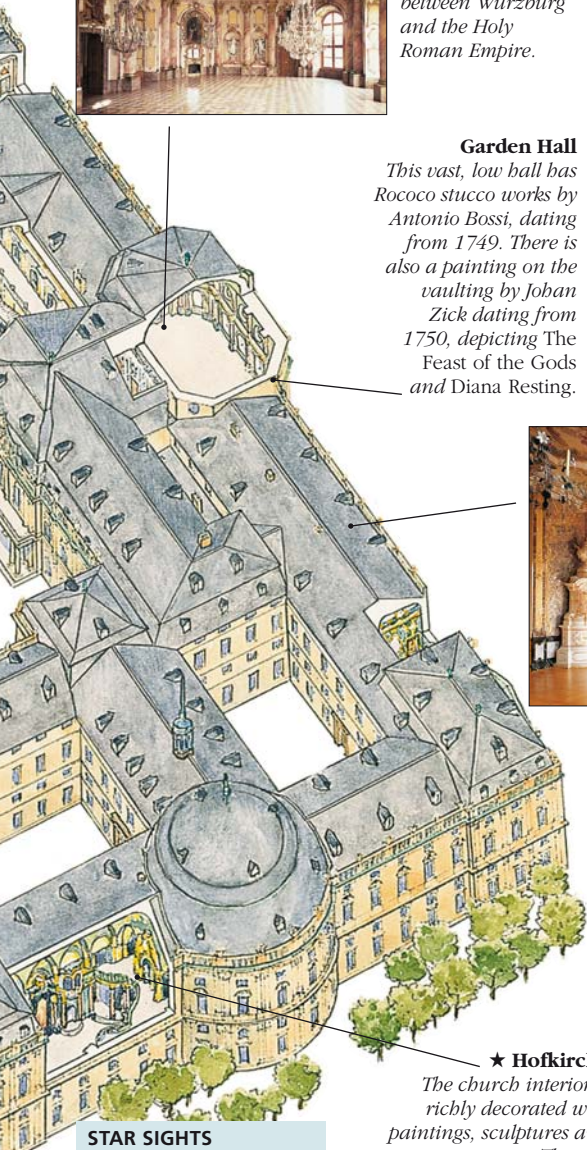 between Würzburg
and the Holy
Roman Empire.
Garden Hall
This vast, low hall has
Rococo stucco works by
Antonio Bossi, dating
from 1749. There is
also a painting on the
vaulting by Johan
Zick dating from
1750, depicting The
Feast of the Gods
and Diana Resting.
★ Hofkirch
The church interior
richly decorated w
paintings, sculptures a
STAR SIGHTS